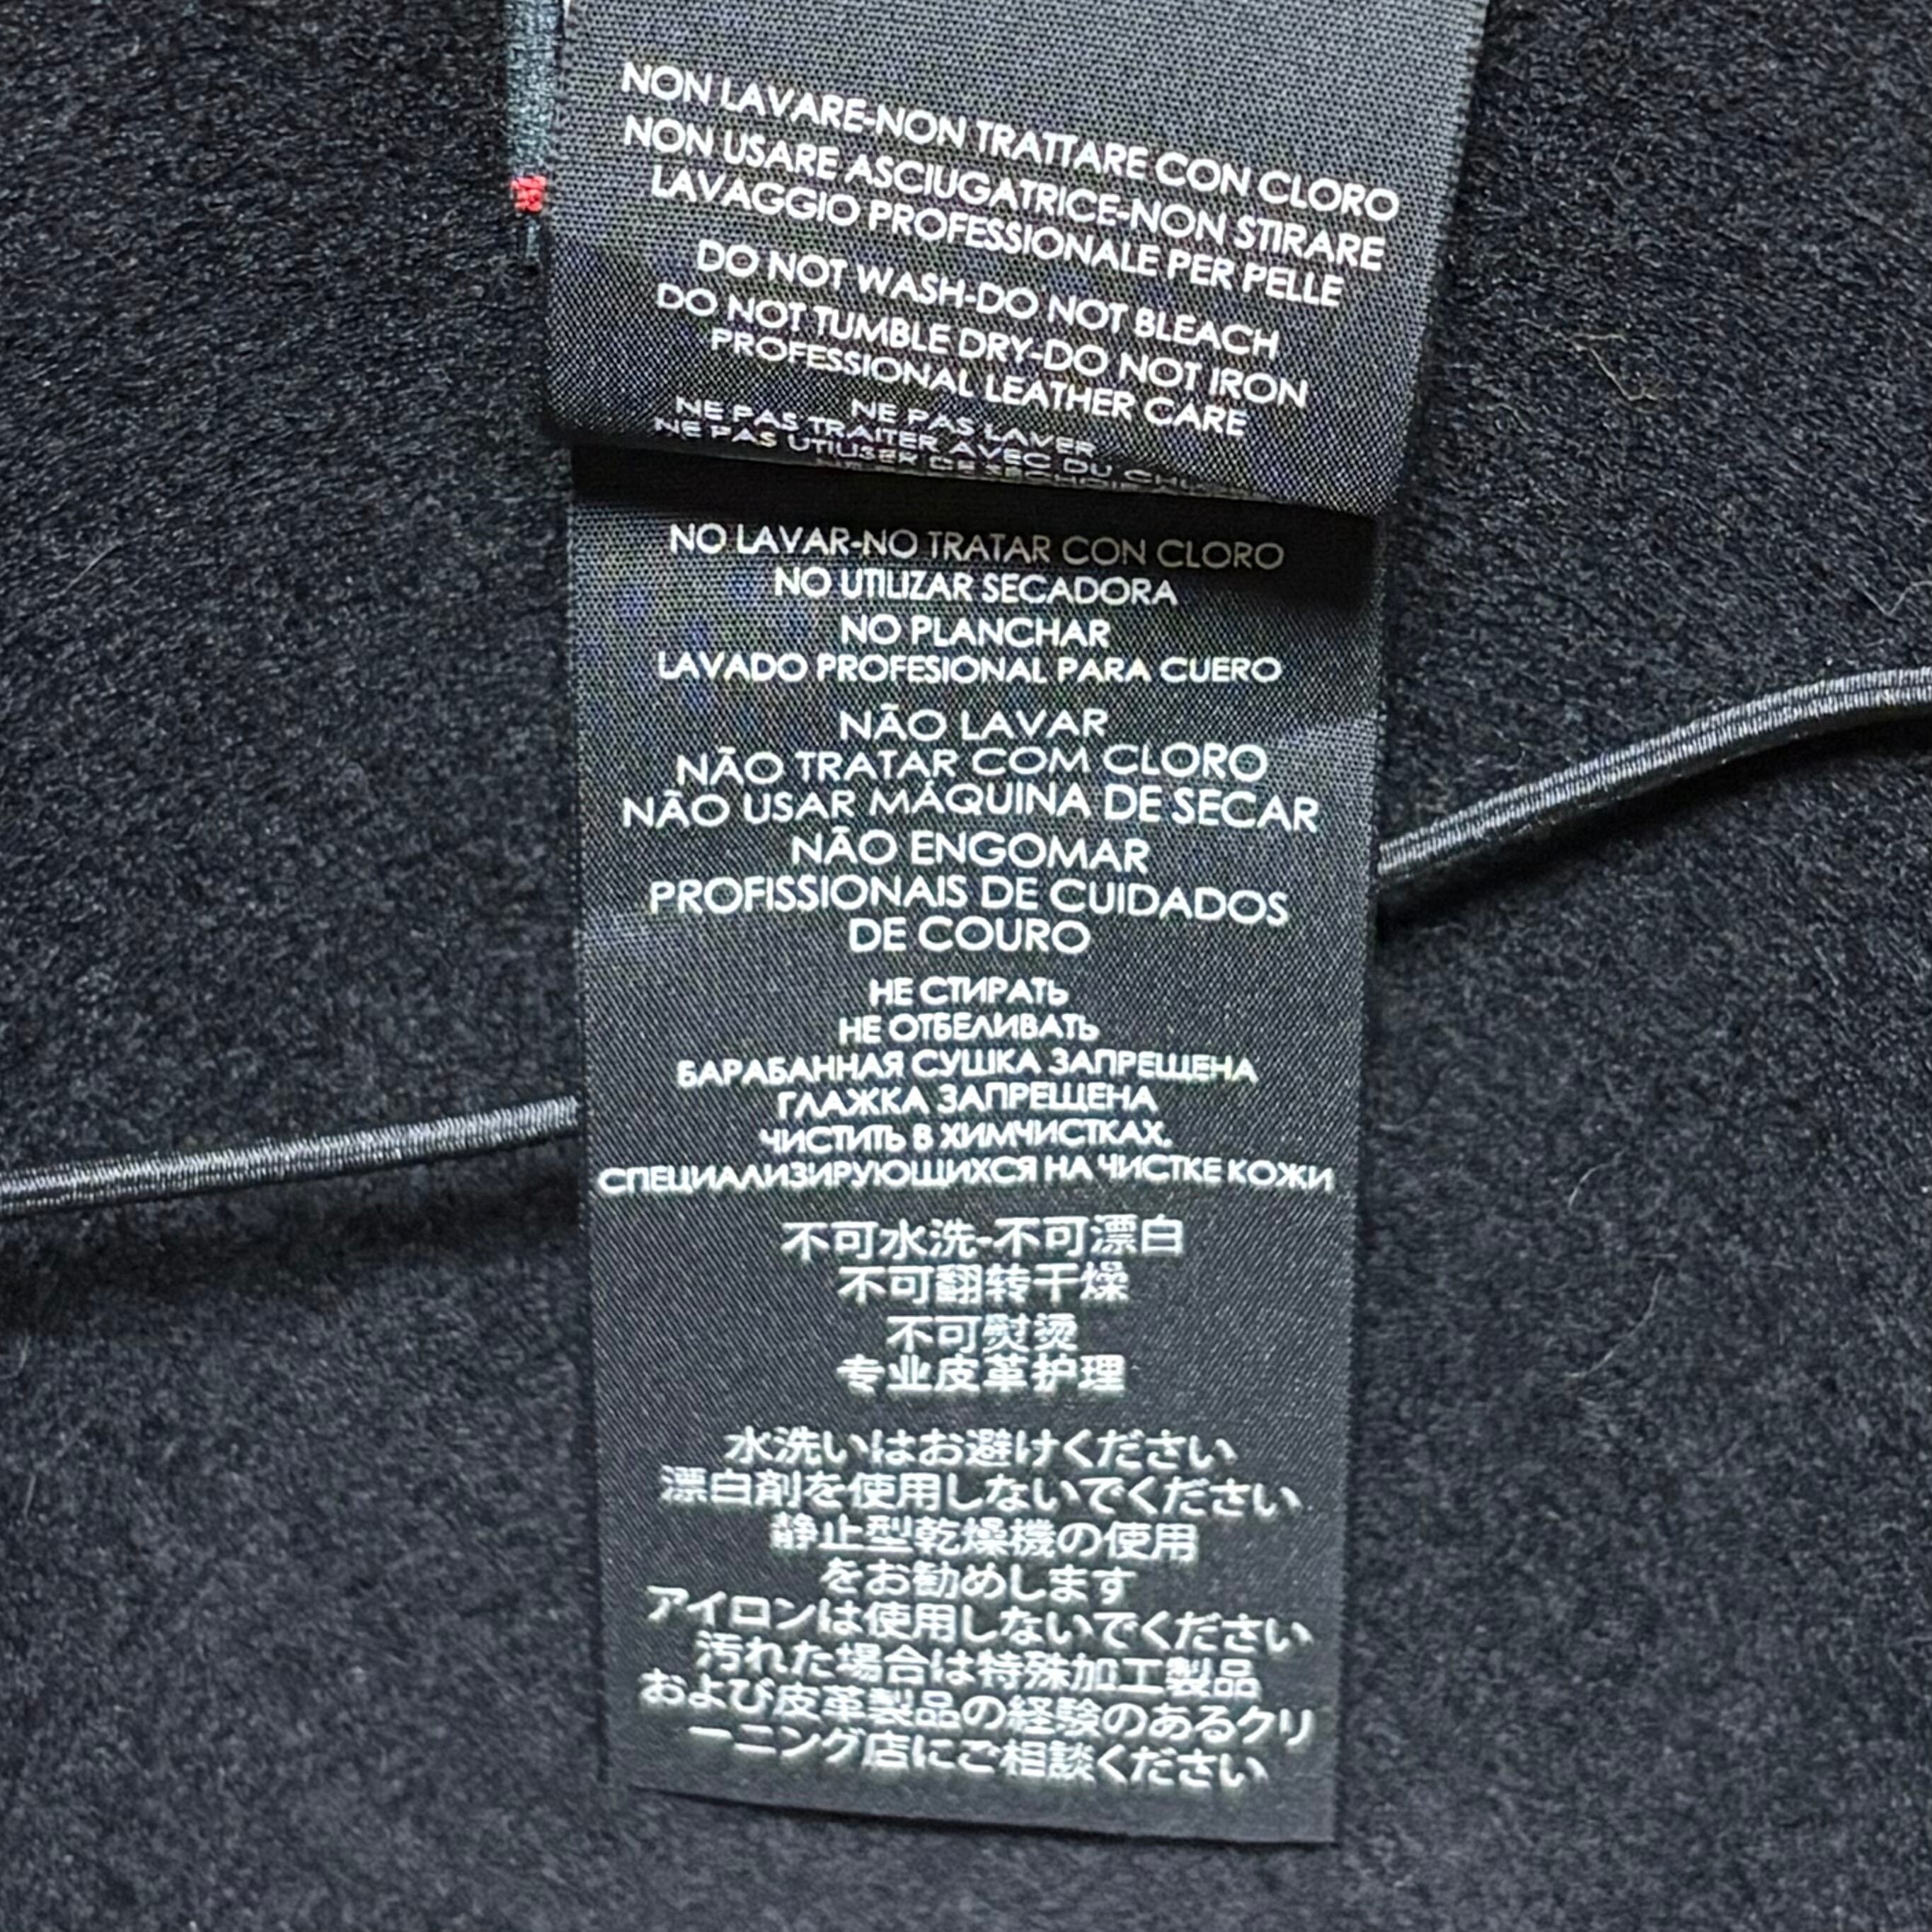 NON LAVARE-NON TRATTARE CON CLORO
NON USARE ASCIUGATRICE-NON STIRARE
LAVAGGIO PROFESSIONALE PER PELLE
DO NOT WASH-DO NOT BLEACH
DO NOT TUMBLE DRY-DO NOT IRON
PROFESSIONAL LEATHER CARE
NE PAS LAVER
NE PAS TRAITER AVEC DU
NE PAS UTILISER DE
NO LAVAR-NO TRATAR CON CLORO
NO UTILIZAR SECADORA
NO PLANCHAR
LAVADO PROFESIONAL PARA CUERO
NÃO LAVAR
NÃO TRATAR COM CLORO
NÃO USAR MÁQUINA DE SECAR
NÃO ENGOMAR
PROFISSIONAIS DE CUIDADOS
DE COURO
НЕ СТИРАТЬ
НЕ ОТБЕЛИВАТЬ
БАРАБАННАЯ СУШКА ЗАПРЕЩЕНА
ГЛАЖКА ЗАПРЕЩЕНА
ЧИСТИТЬ В ХИМЧИСТКАХ.
СПЕЦИАЛИЗИРУЮЩИХСЯ НА ЧИСТКЕ КОЖИ
不可水洗-不可漂白
不可翻转干燥
不可熨烫
专业皮革护理
水洗いはお避けください
漂白剤を使用しないでください
静止型乾燥機の使用
をお勧めします
アイロンは使用しないでください
汚れた場合は特殊加工製品
および皮革製品の経験のあるクリ
ーニング店にご相談ください